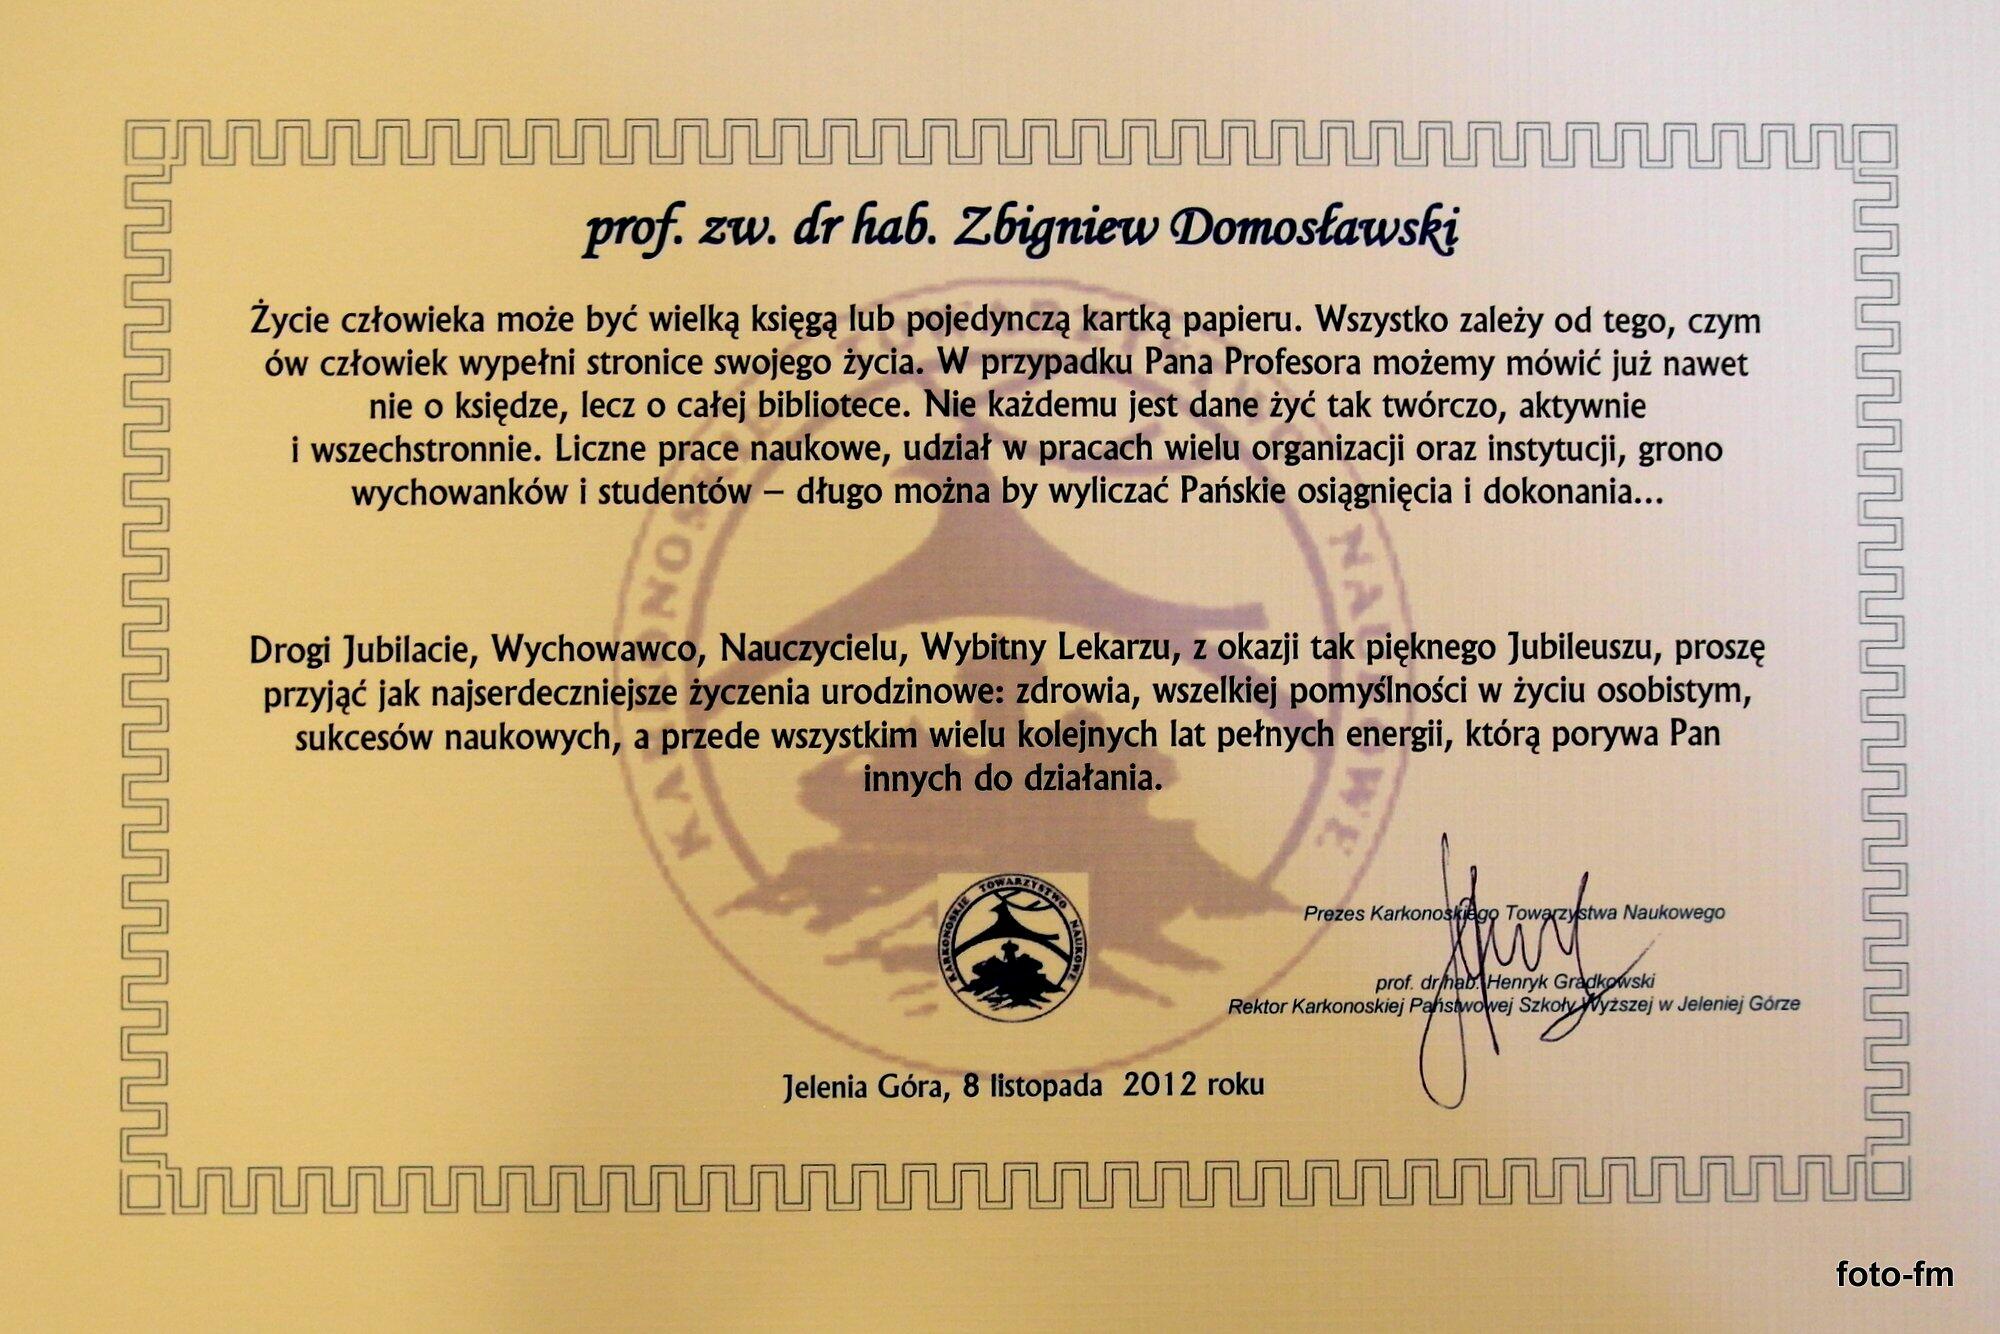 prof. zw. dr hab. Zbigniew Domosławski
Życie człowieka może być wielką księgą lub pojedynczą kartką papieru. Wszystko zależy od tego, czym
ów człowiek wypełni stronice swojego życia. W przypadku Pana Profesora możemy mówić już nawet
nie o księdze, lecz o całej bibliotece. Nie każdemu jest dane żyć tak twórczo, aktywnie
i wszechstronnie. Liczne prace naukowe, udział w pracach wielu organizacji oraz instytucji, grono
wychowanków i studentów – długo można by wyliczać Pańskie osiągnięcia i dokonania...
Drogi Jubilacie, Wychowawco, Nauczycielu, Wybitny Lekarzu, z okazji tak pięknego Jubileuszu, proszę
przyjąć jak najserdeczniejsze życzenia urodzinowe: zdrowia, wszelkiej pomyślności w życiu osobistym,
sukcesów naukowych, a przede wszystkim wielu kolejnych lat pełnych energii, którą porywa Pan
innych do działania.
KARKONOSKIE TOWARZYSTWO NAUKOWE
KARKONOSKIE TOWARZYSTWO NAUKOWE
Prezes Karkonoskiego Towarzystwa Naukowego
prof. dr hab. Henryk Gradkowski
Rektor Karkonoskiej Państwowej Szkoły Wyższej w Jeleniej Górze
Jelenia Góra, 8 listopada 2012 roku
foto-fm